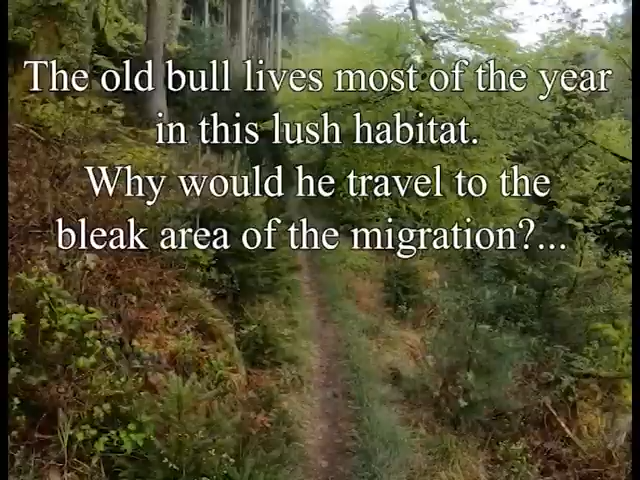 The old bull lives most of the year
in this lush habitat.
Why would he travel to the
bleak area of the migration?...